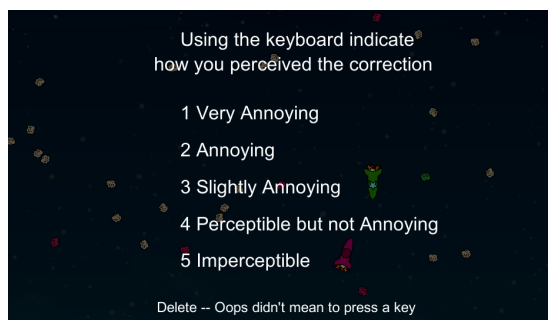 Using the keyboard indicate
how you perceived the correction
1 Very Annoying
2 Annoying
3 Slightly Annoying
4 Perceptible but not Annoying
5 Imperceptible
Delete -- Oops didn't mean to press a key